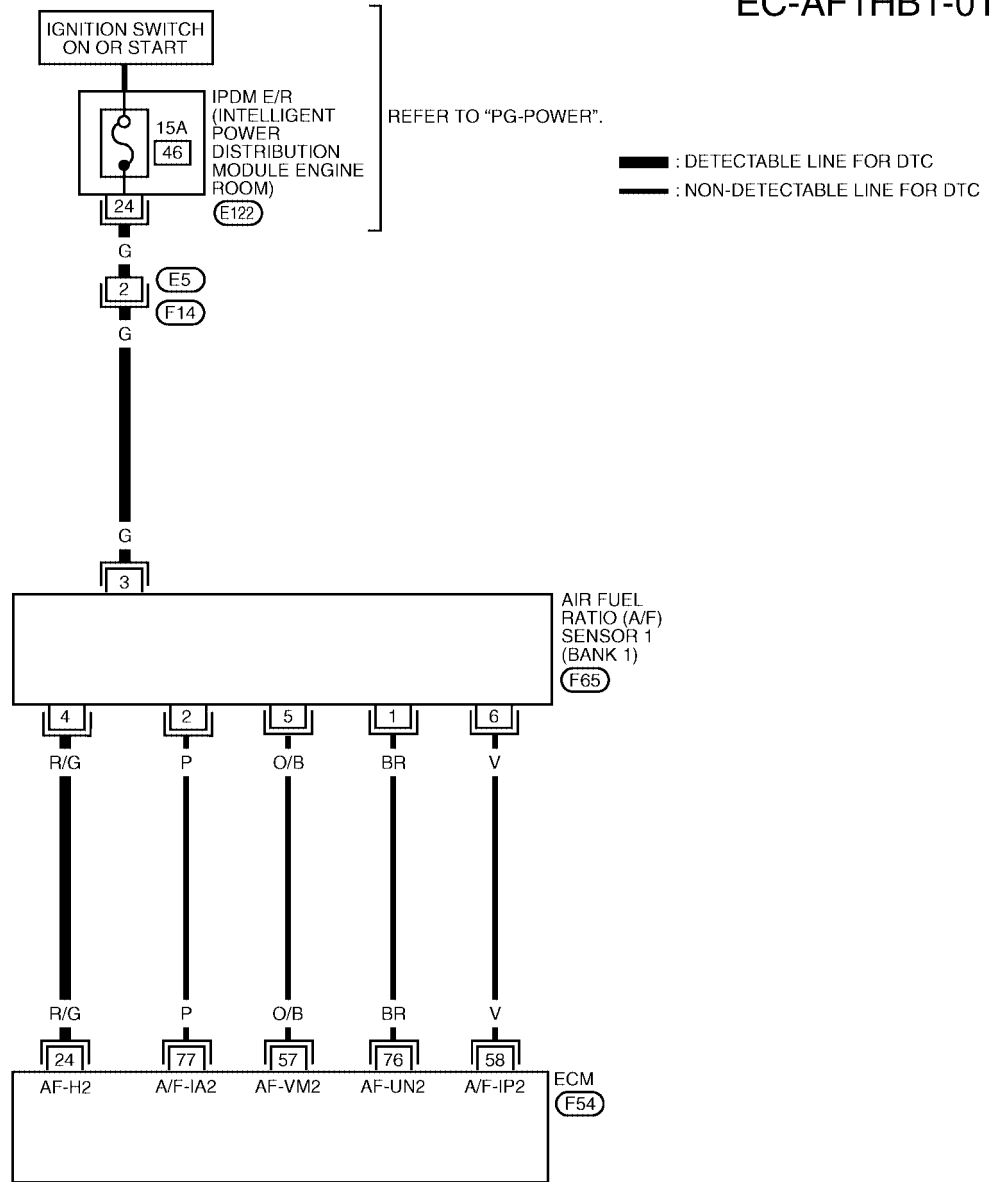 EC-AF1HB1-01
IGNITION SWITCH
ON OR START
IPDM E/R
(INTELLIGENT
POWER
DISTRIBUTION
MODULE ENGINE
ROOM)
E122
15A
46
24
REFER TO “PG-POWER”.
: DETECTABLE LINE FOR DTC
: NON-DETECTABLE LINE FOR DTC
G
2
E5
F14
G
G
3
AIR FUEL
RATIO (A/F)
SENSOR 1
(BANK 1)
F65
4 2 5 1 6
R/G P O/B BR V
R/G P O/B BR V
24 77 57 76 58
AF-H2 A/F-IA2 AF-VM2 AF-UN2 A/F-IP2
ECM
F54